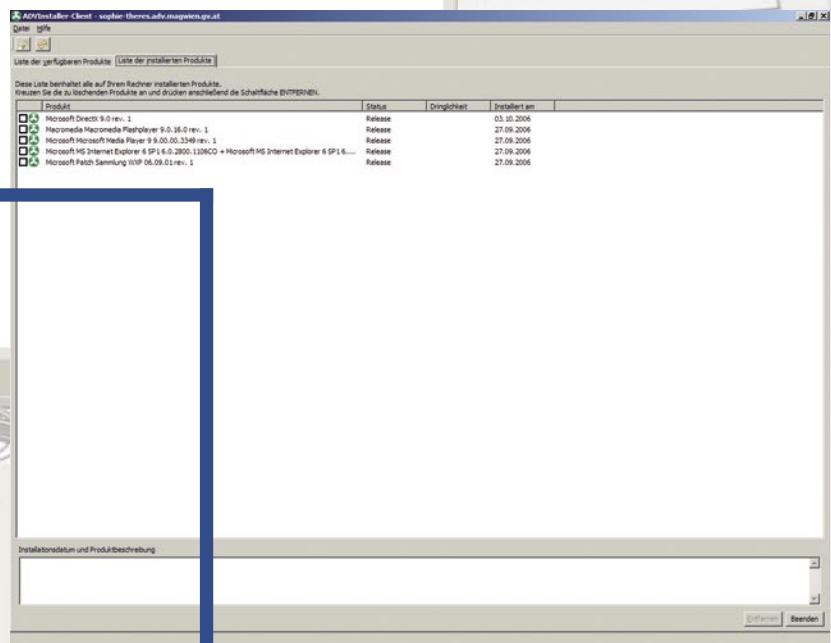 ADVInstaller-Client - sophie-theres.adv.magwien.gv.at
Datei Hilfe
Liste der verfügbaren Produkte Liste der installierten Produkte
Diese Liste beinhaltet alle auf Ihrem Rechner installierten Produkte.
Kreuzen Sie die zu löschenden Produkte an und drücken anschließend die Schaltfläche ENTFERNEN.
Produkt Status Dringlichkeit Installiert am
Microsoft DirectX 9.0 rev. 1 Release 03.10.2006
Macromedia Macromedia Flashplayer 9.0.16.0 rev. 1 Release 27.09.2006
Microsoft Microsoft Media Player 9 9.00.00.3349 rev. 1 Release 27.09.2006
Microsoft MS Internet Explorer 6 SP1 6.0.2800.1106CO + Microsoft MS Internet Explorer 6 SP1 6.... Release 27.09.2006
Microsoft Patch Sammlung WXP 06.09.01 rev. 1 Release 27.09.2006
Installationsdatum und Produktbeschreibung
Entfernen Beenden